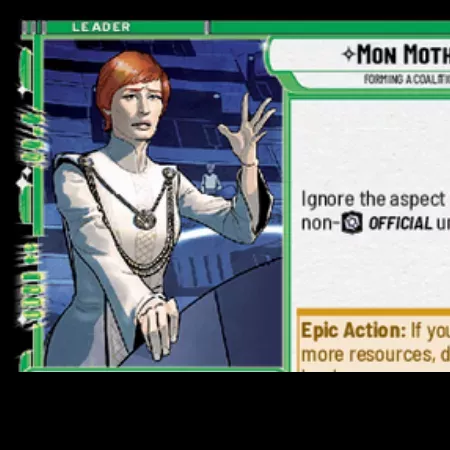 LEADER
MON MOTH
FORMING A COALITI
Ignore the aspect
non- OFFICIAL u
Epic Action: If you
more resources, d